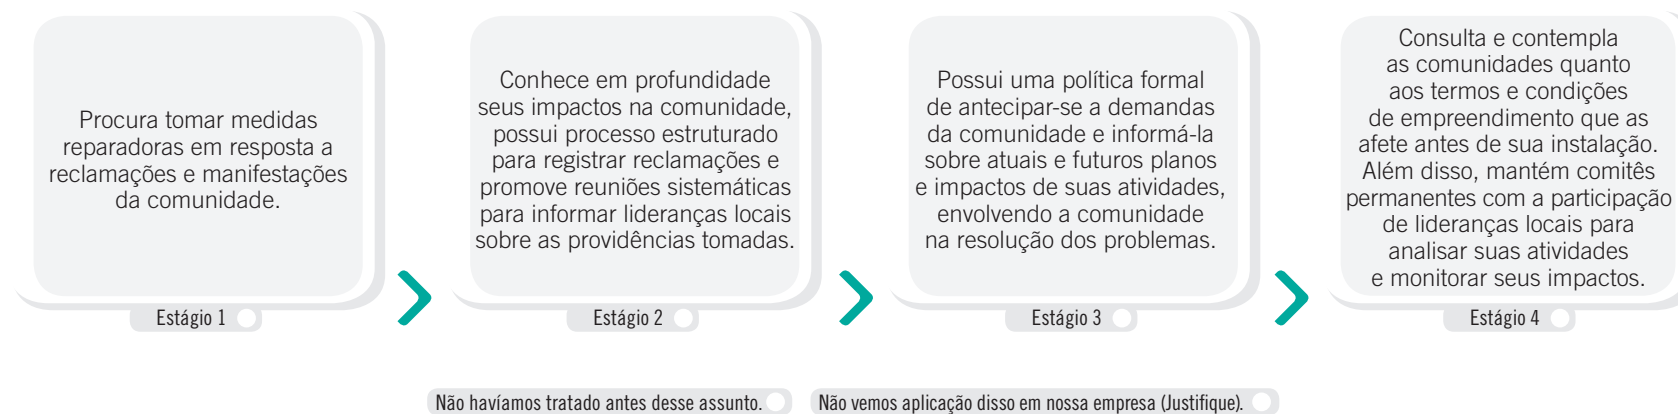 Procura tomar medidas
reparadoras em resposta a
reclamações e manifestações
da comunidade.
Estágio 1
Conhece em profundidade
seus impactos na comunidade,
possui processo estruturado
para registrar reclamações e
promove reuniões sistemáticas
para informar lideranças locais
sobre as providências tomadas.
Estágio 2
Possui uma política formal
de antecipar-se a demandas
da comunidade e informá-la
sobre atuais e futuros planos
e impactos de suas atividades,
envolvendo a comunidade
na resolução dos problemas.
Estágio 3
Consulta e contempla
as comunidades quanto
aos termos e condições
de empreendimento que as
afete antes de sua instalação.
Além disso, mantém comitês
permanentes com a participação
de lideranças locais para
analisar suas atividades
e monitorar seus impactos.
Estágio 4
Não havíamos tratado antes desse assunto.
Não vemos aplicação disso em nossa empresa (Justifique).